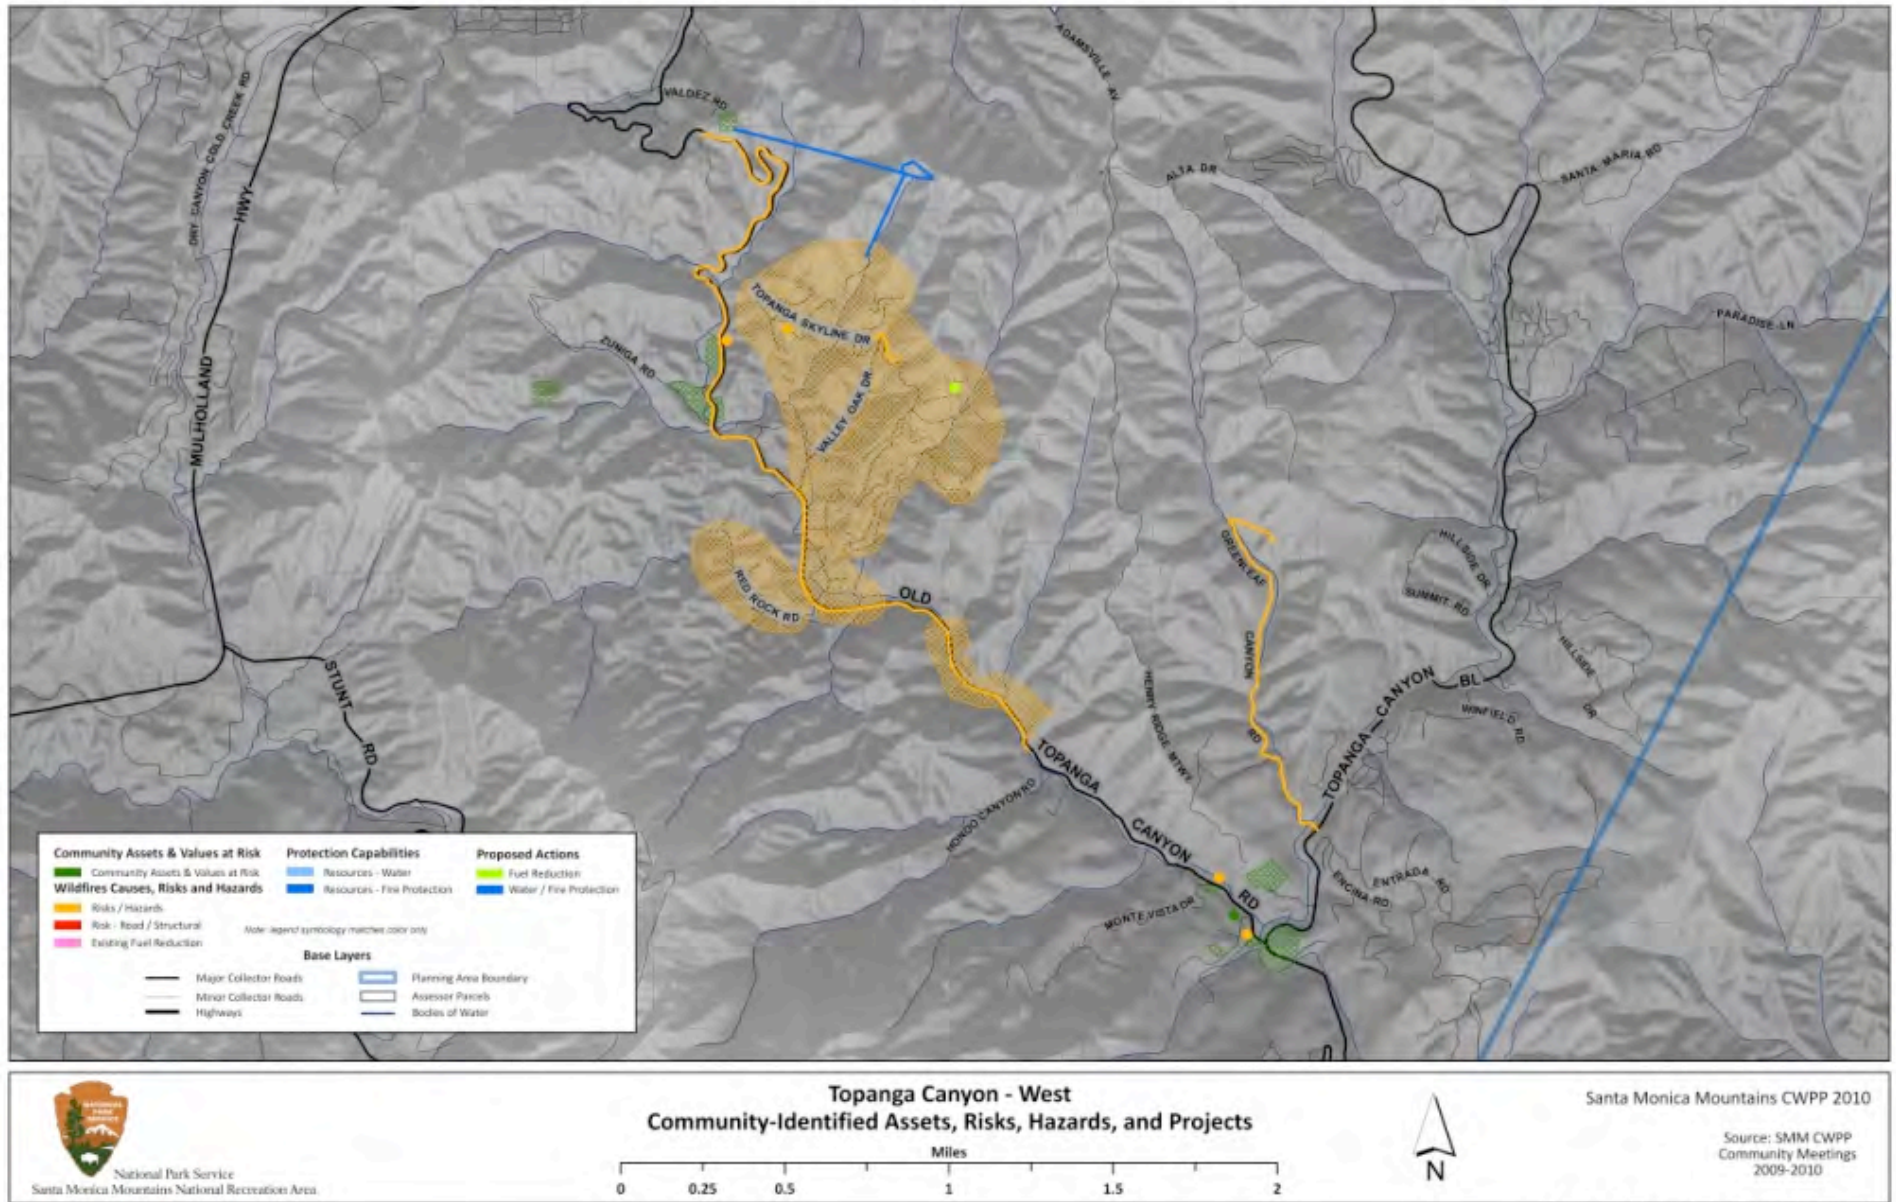 ADAMSVILLE AV
VALDEZ RD
DRY CANYON COLD CREEK RD
HWY
MULHOLLAND
ALTA DR
SANTA MARIA RD
PARADISE LN
TOPANGA SKYLINE DR
ZUNIGA RD
VALLEY OAK DR
GREENLEAF
CANYON
RD
HILLSIDE DR
SUMMIT RD
HILLSIDE
DR
RED ROCK RD
OLD
TOPANGA
CANYON
RD
STUNT
RD
HENRY RIDGE MTWY
TOPANGA CANYON BL
WINFIELD RD
HONDO CANYON RD
MONTE VISTA DR
ENTRADA RD
ENCINA RD
Community Assets & Values at Risk
Community Assets & Values at Risk
Wildfires Causes, Risks and Hazards
Risks / Hazards
Risk - Road / Structural
Existing Fuel Reduction
Protection Capabilities
Resources - Water
Resources - Fire Protection
Proposed Actions
Fuel Reduction
Water / Fire Protection
Note: legend symbology matches color only
Base Layers
Major Collector Roads
Minor Collector Roads
Highways
Planning Area Boundary
Assessor Parcels
Bodies of Water
NATIONAL
PARK
SERVICE
National Park Service
Santa Monica Mountains National Recreation Area
Topanga Canyon - West
Community-Identified Assets, Risks, Hazards, and Projects
Miles
0 0.25 0.5 1 1.5 2
N
Santa Monica Mountains CWPP 2010
Source: SMM CWPP
Community Meetings
2009-2010